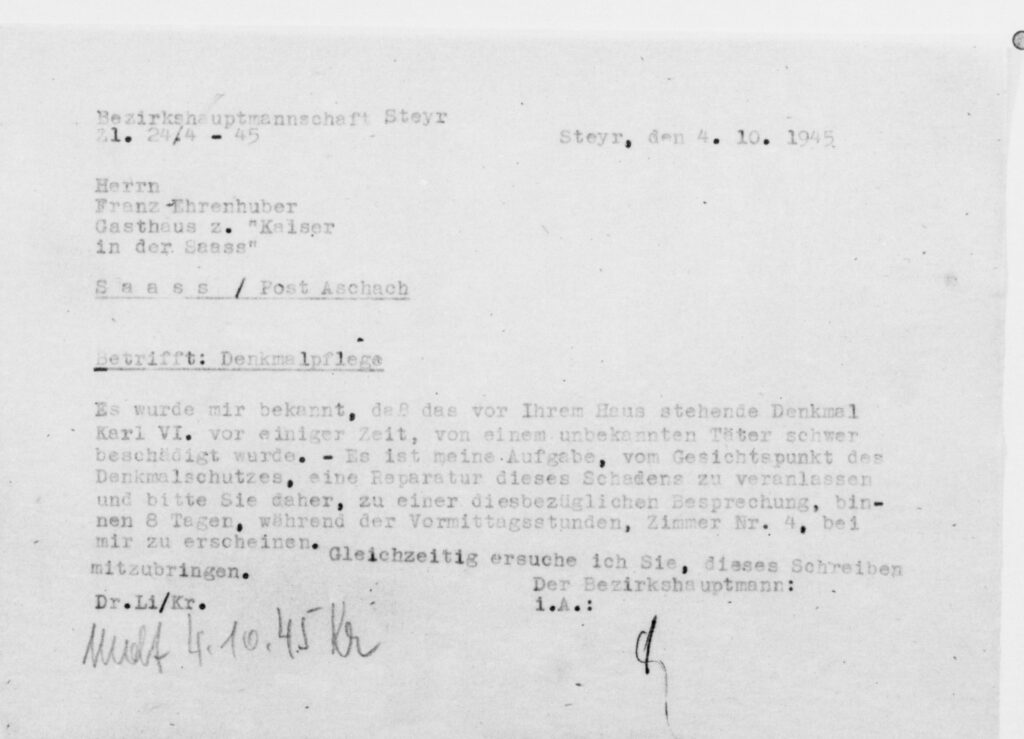 Bezirkshauptmannschaft Steyr
Zl. 24/4 - 45
Steyr, den 4. 10. 1945
Herrn
Franz Ehrenhuber
Gasthaus z. "Kaiser
in der Saass"
S a a s s / Post Aschach
Betrifft: Denkmalpflege
Es wurde mir bekannt, daß das vor Ihrem Haus stehende Denkmal
Karl VI. vor einiger Zeit, von einem unbekannten Täter schwer
beschädigt wurde. - Es ist meine Aufgabe, vom Gesichtspunkt des
Denkmalschutzes, eine Reparatur dieses Schadens zu veranlassen
und bitte Sie daher, zu einer diesbezüglichen Besprechung, bin-
nen 8 Tagen, während der Vormittagsstunden, Zimmer Nr. 4, bei
mir zu erscheinen. Gleichzeitig ersuche ich Sie, dieses Schreiben
mitzubringen.
Der Bezirkshauptmann:
Dr.Li/Kr.
i.A.:
4.10.45 Kr